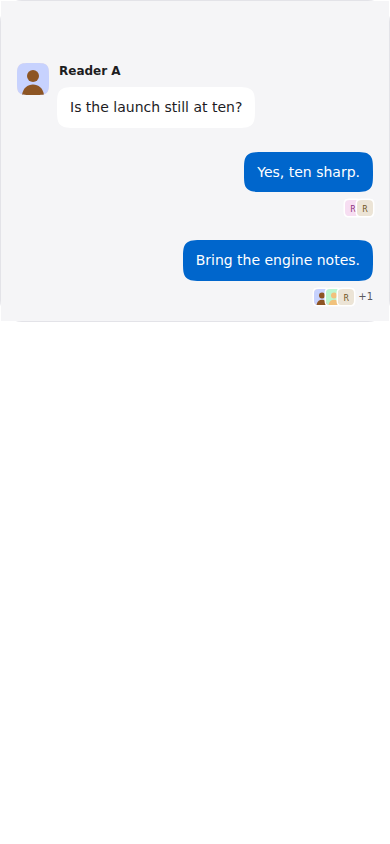 Reader A
Is the launch still at ten?
Yes, ten sharp.
R R
Bring the engine notes.
R +1